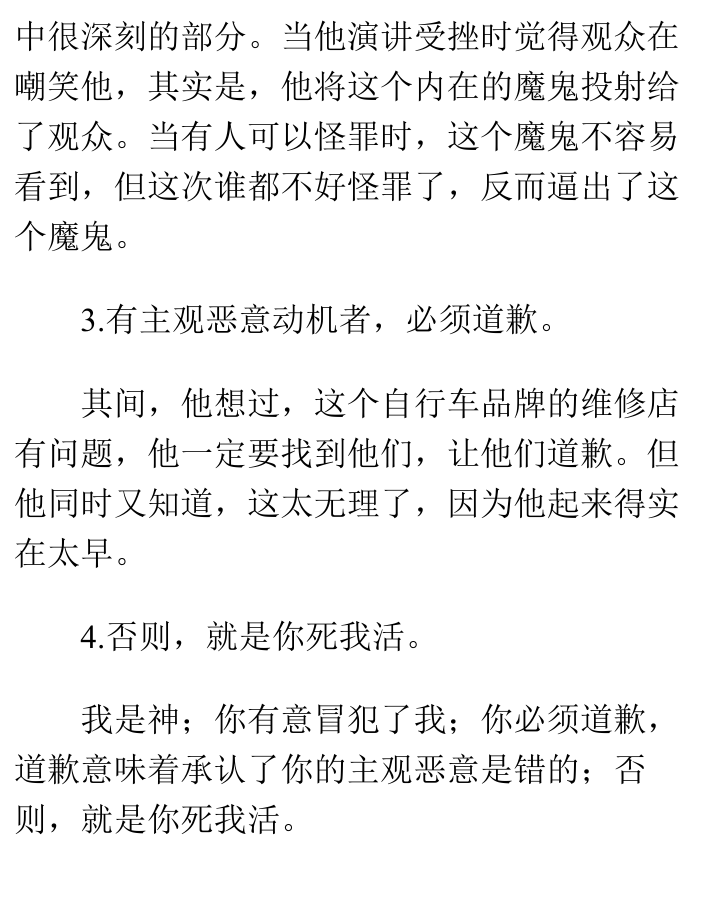 中很深刻的部分。当他演讲受挫时觉得观众在
嘲笑他，其实是，他将这个内在的魔鬼投射给
了观众。当有人可以怪罪时，这个魔鬼不容易
看到，但这次谁都不好怪罪了，反而逼出了这
个魔鬼。
3.有主观恶意动机者，必须道歉。
其间，他想过，这个自行车品牌的维修店
有问题，他一定要找到他们，让他们道歉。但
他同时又知道，这太无理了，因为他起来得实
在太早。
4.否则，就是你死我活。
我是神；你有意冒犯了我；你必须道歉，
道歉意味着承认了你的主观恶意是错的；否
则，就是你死我活。